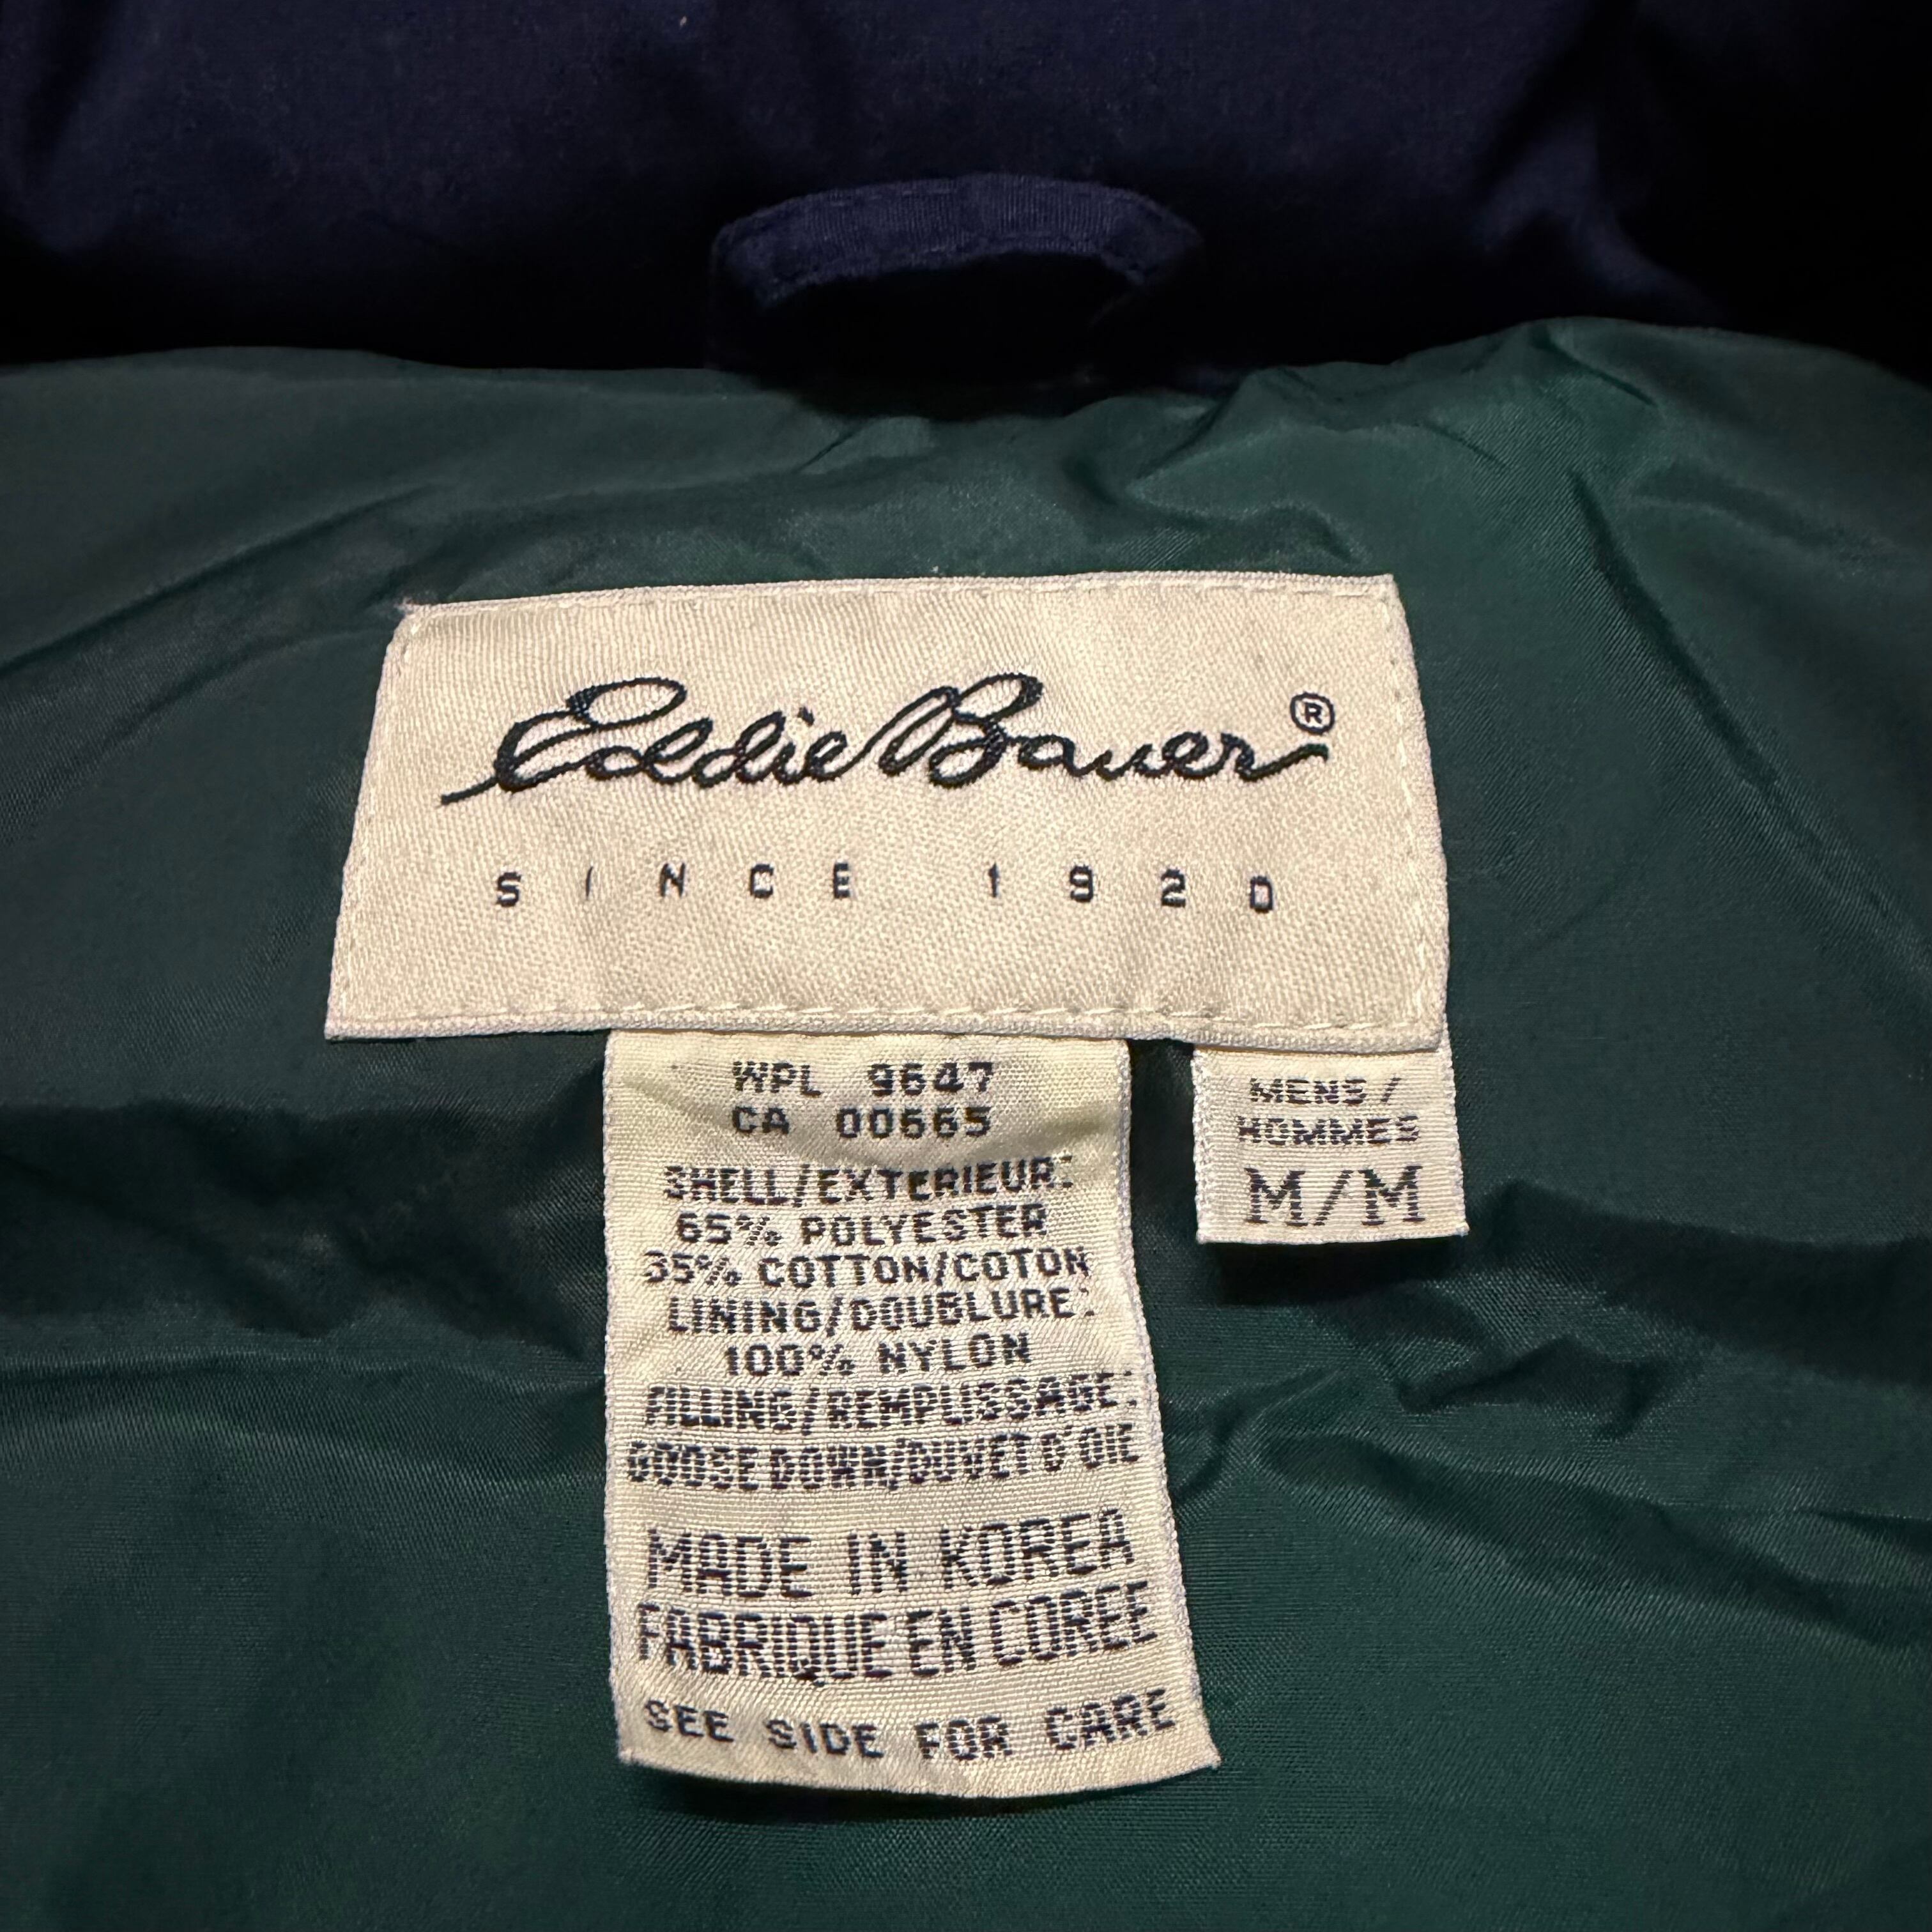 Eddie Bauer®
SINCE 1920
WPL 9647
CA 00665
SHELL/EXTERIEUR:
65% POLYESTER
35% COTTON/COTON
LINING/DOUBLURE:
100% NYLON
FILLING/REMPLISSAGE:
GOOSE DOWN/DUVET D'OIE
MADE IN KOREA
FABRIQUE EN COREE
SEE SIDE FOR CARE
MENS/
HOMMES
M/M